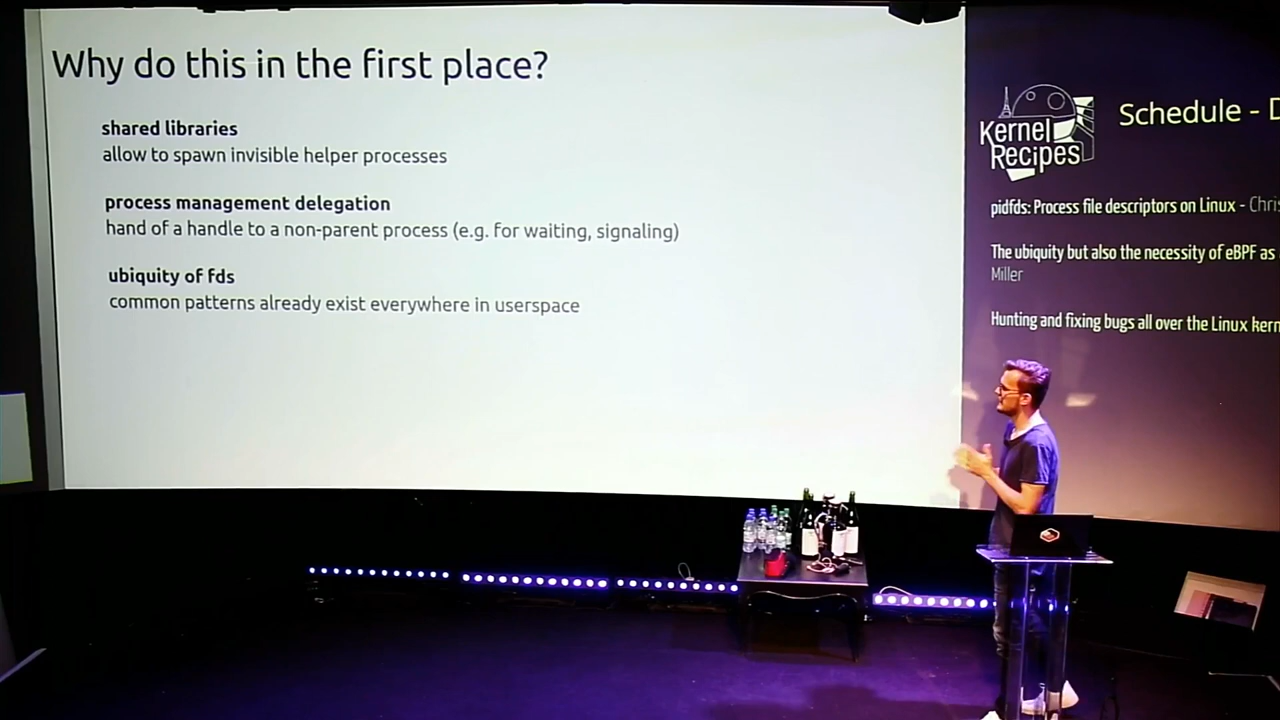 Why do this in the first place?
shared libraries
allow to spawn invisible helper processes
process management delegation
hand of a handle to a non-parent process (e.g. for waiting, signaling)
ubiquity of fds
common patterns already exist everywhere in userspace
Kernel
Recipes
Schedule -
pidfds: Process file descriptors on Linux - Chris
The ubiquity but also the necessity of eBPF as
Miller
Hunting and fixing bugs all over the Linux kern